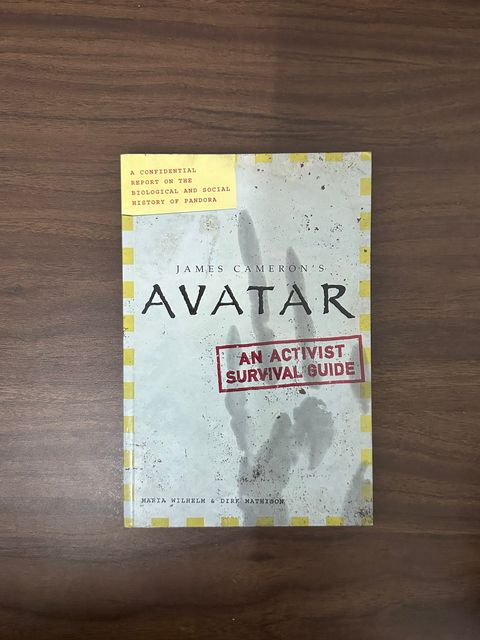 A CONFIDENTIAL
REPORT ON THE
BIOLOGICAL AND SOCIAL
HISTORY OF PANDORA
JAMES CAMERON'S
AVATAR
AN ACTIVIST
SURVIVAL GUIDE
MARIA WILHELM & DIRK MATHISON